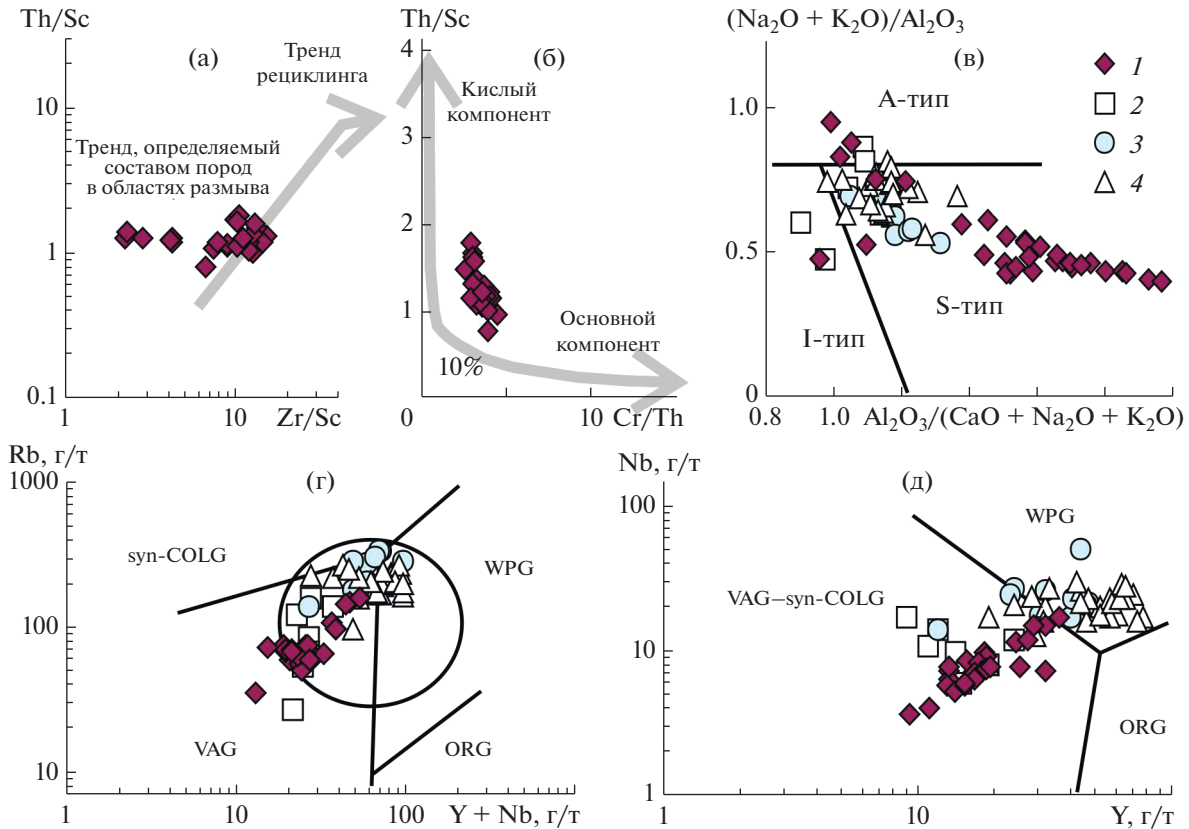 Th/Sc
(а)
10
1
0.1
1
10
Zr/Sc
Тренд
рециклинга
Тренд, определяемый
составом пород
в областях размыва
Th/Sc
(б)
4
3
2
1
0
10
Cr/Th
Кислый
компонент
Основной
компонент
10%
(Na₂O + K₂O)/Al₂O₃
(в)
1.0
0.5
0
0.8
1.0
Al₂O₃/(CaO + Na₂O + K₂O)
А-тип
I-тип
S-тип
1
2
3
4
Rb, г/т
(г)
1000
100
10
1
10
100
Y + Nb, г/т
syn-COLG
WPG
VAG
ORG
Nb, г/т
(д)
100
10
1
10
Y, г/т
WPG
VAG–syn-COLG
ORG